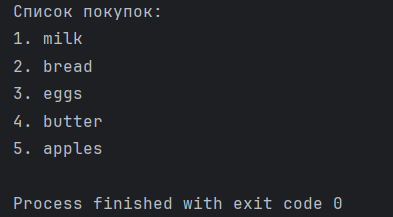 Список покупок:
1. milk
2. bread
3. eggs
4. butter
5. apples
Process finished with exit code 0